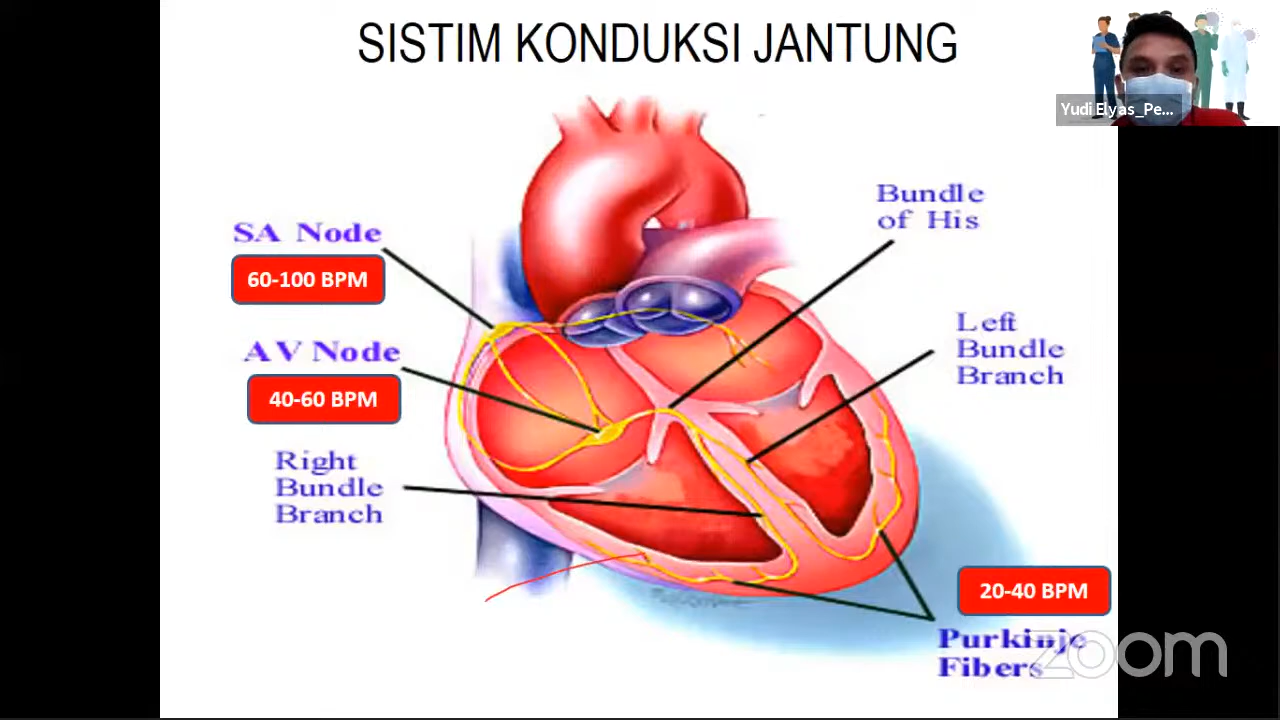 SISTIM KONDUKSI JANTUNG
Yudi Elyas_Pe...
Bundle
of His
SA Node
60-100 BPM
Left
Bundle
Branch
AV Node
40-60 BPM
Right
Bundle
Branch
20-40 BPM
Purkinje
Fibers
zoom